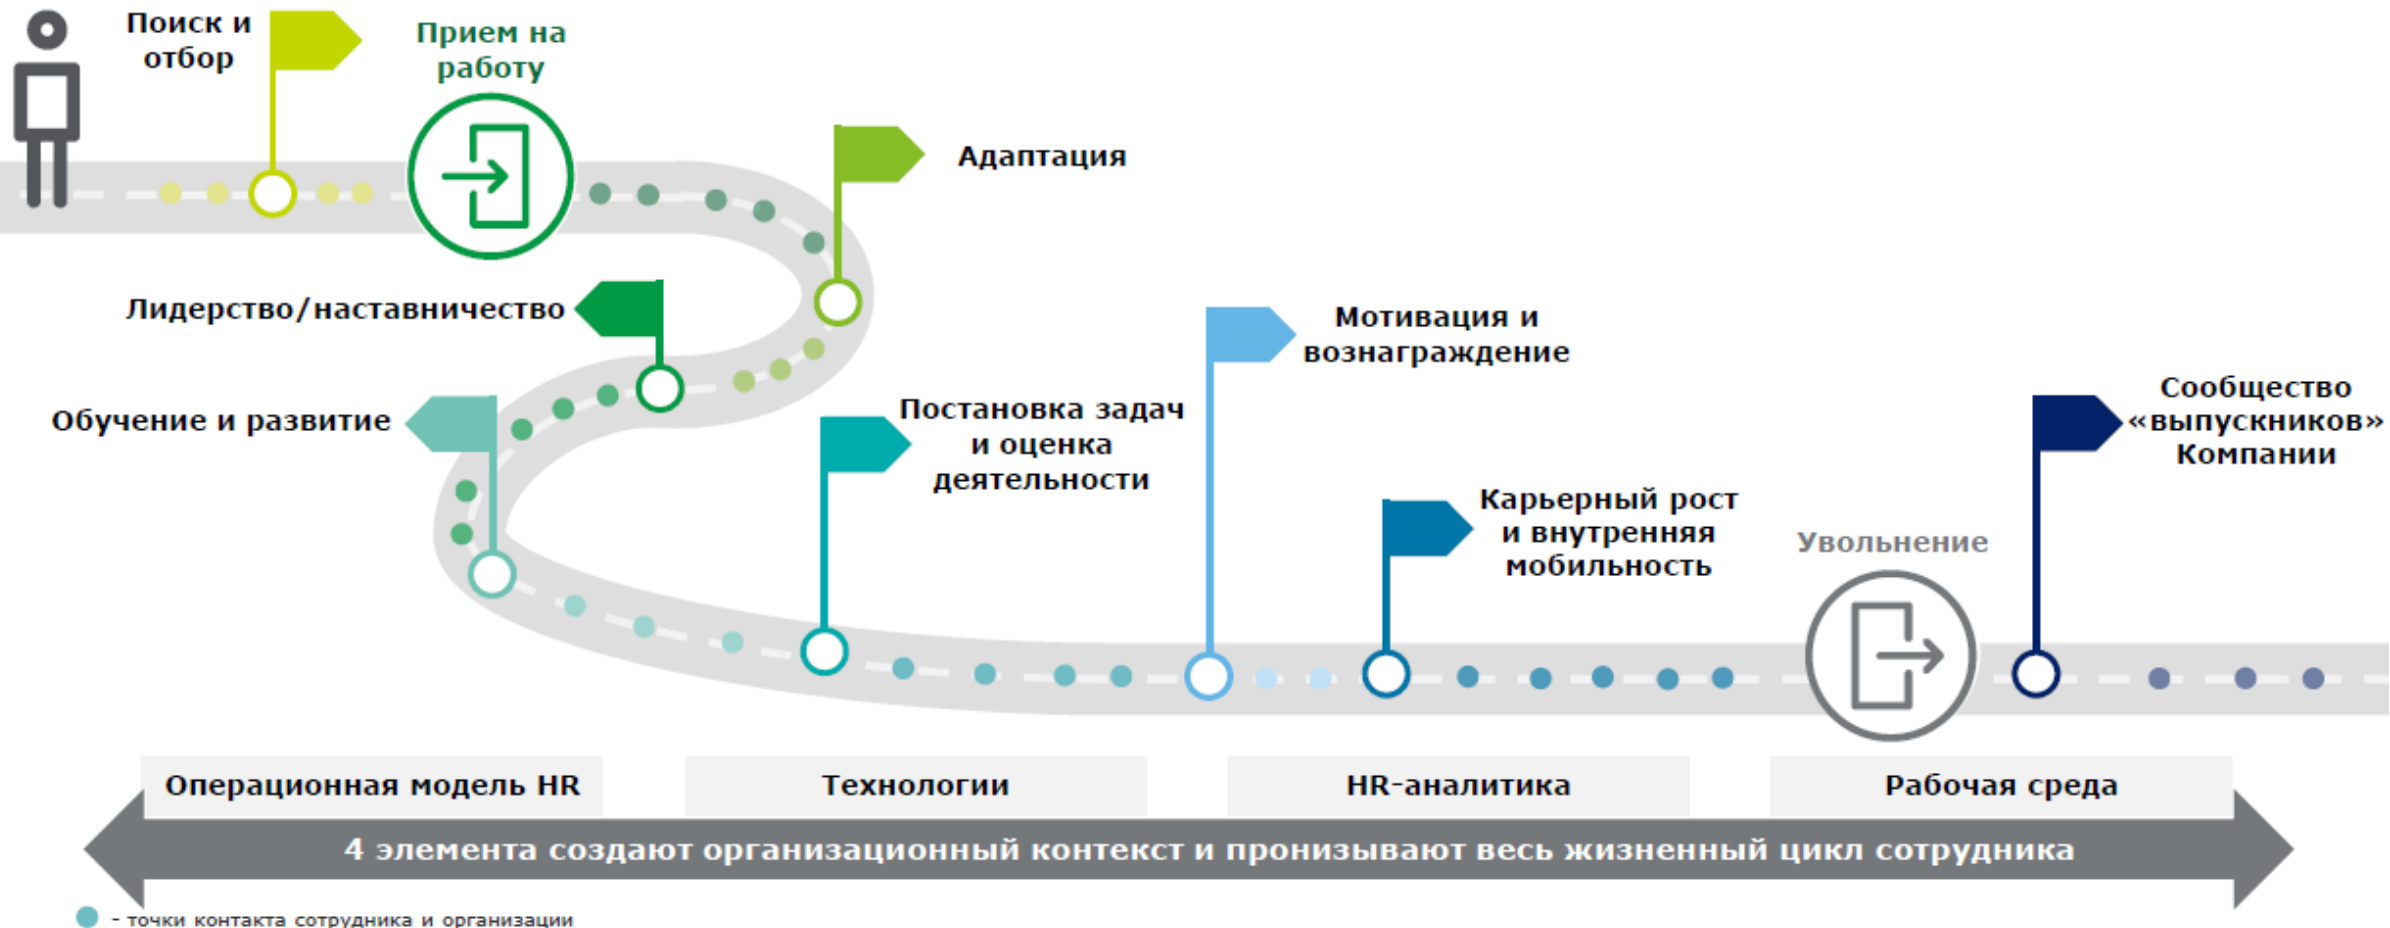 Поиск и
отбор
Прием на
работу
Адаптация
Лидерство/наставничество
Обучение и развитие
Постановка задач
и оценка
деятельности
Мотивация и
вознаграждение
Карьерный рост
и внутренняя
мобильность
Увольнение
Сообщество
«выпускников»
Компании
Операционная модель HR
Технологии
HR-аналитика
Рабочая среда
4 элемента создают организационный контекст и пронизывают весь жизненный цикл сотрудника
- точки контакта сотрудника и организации